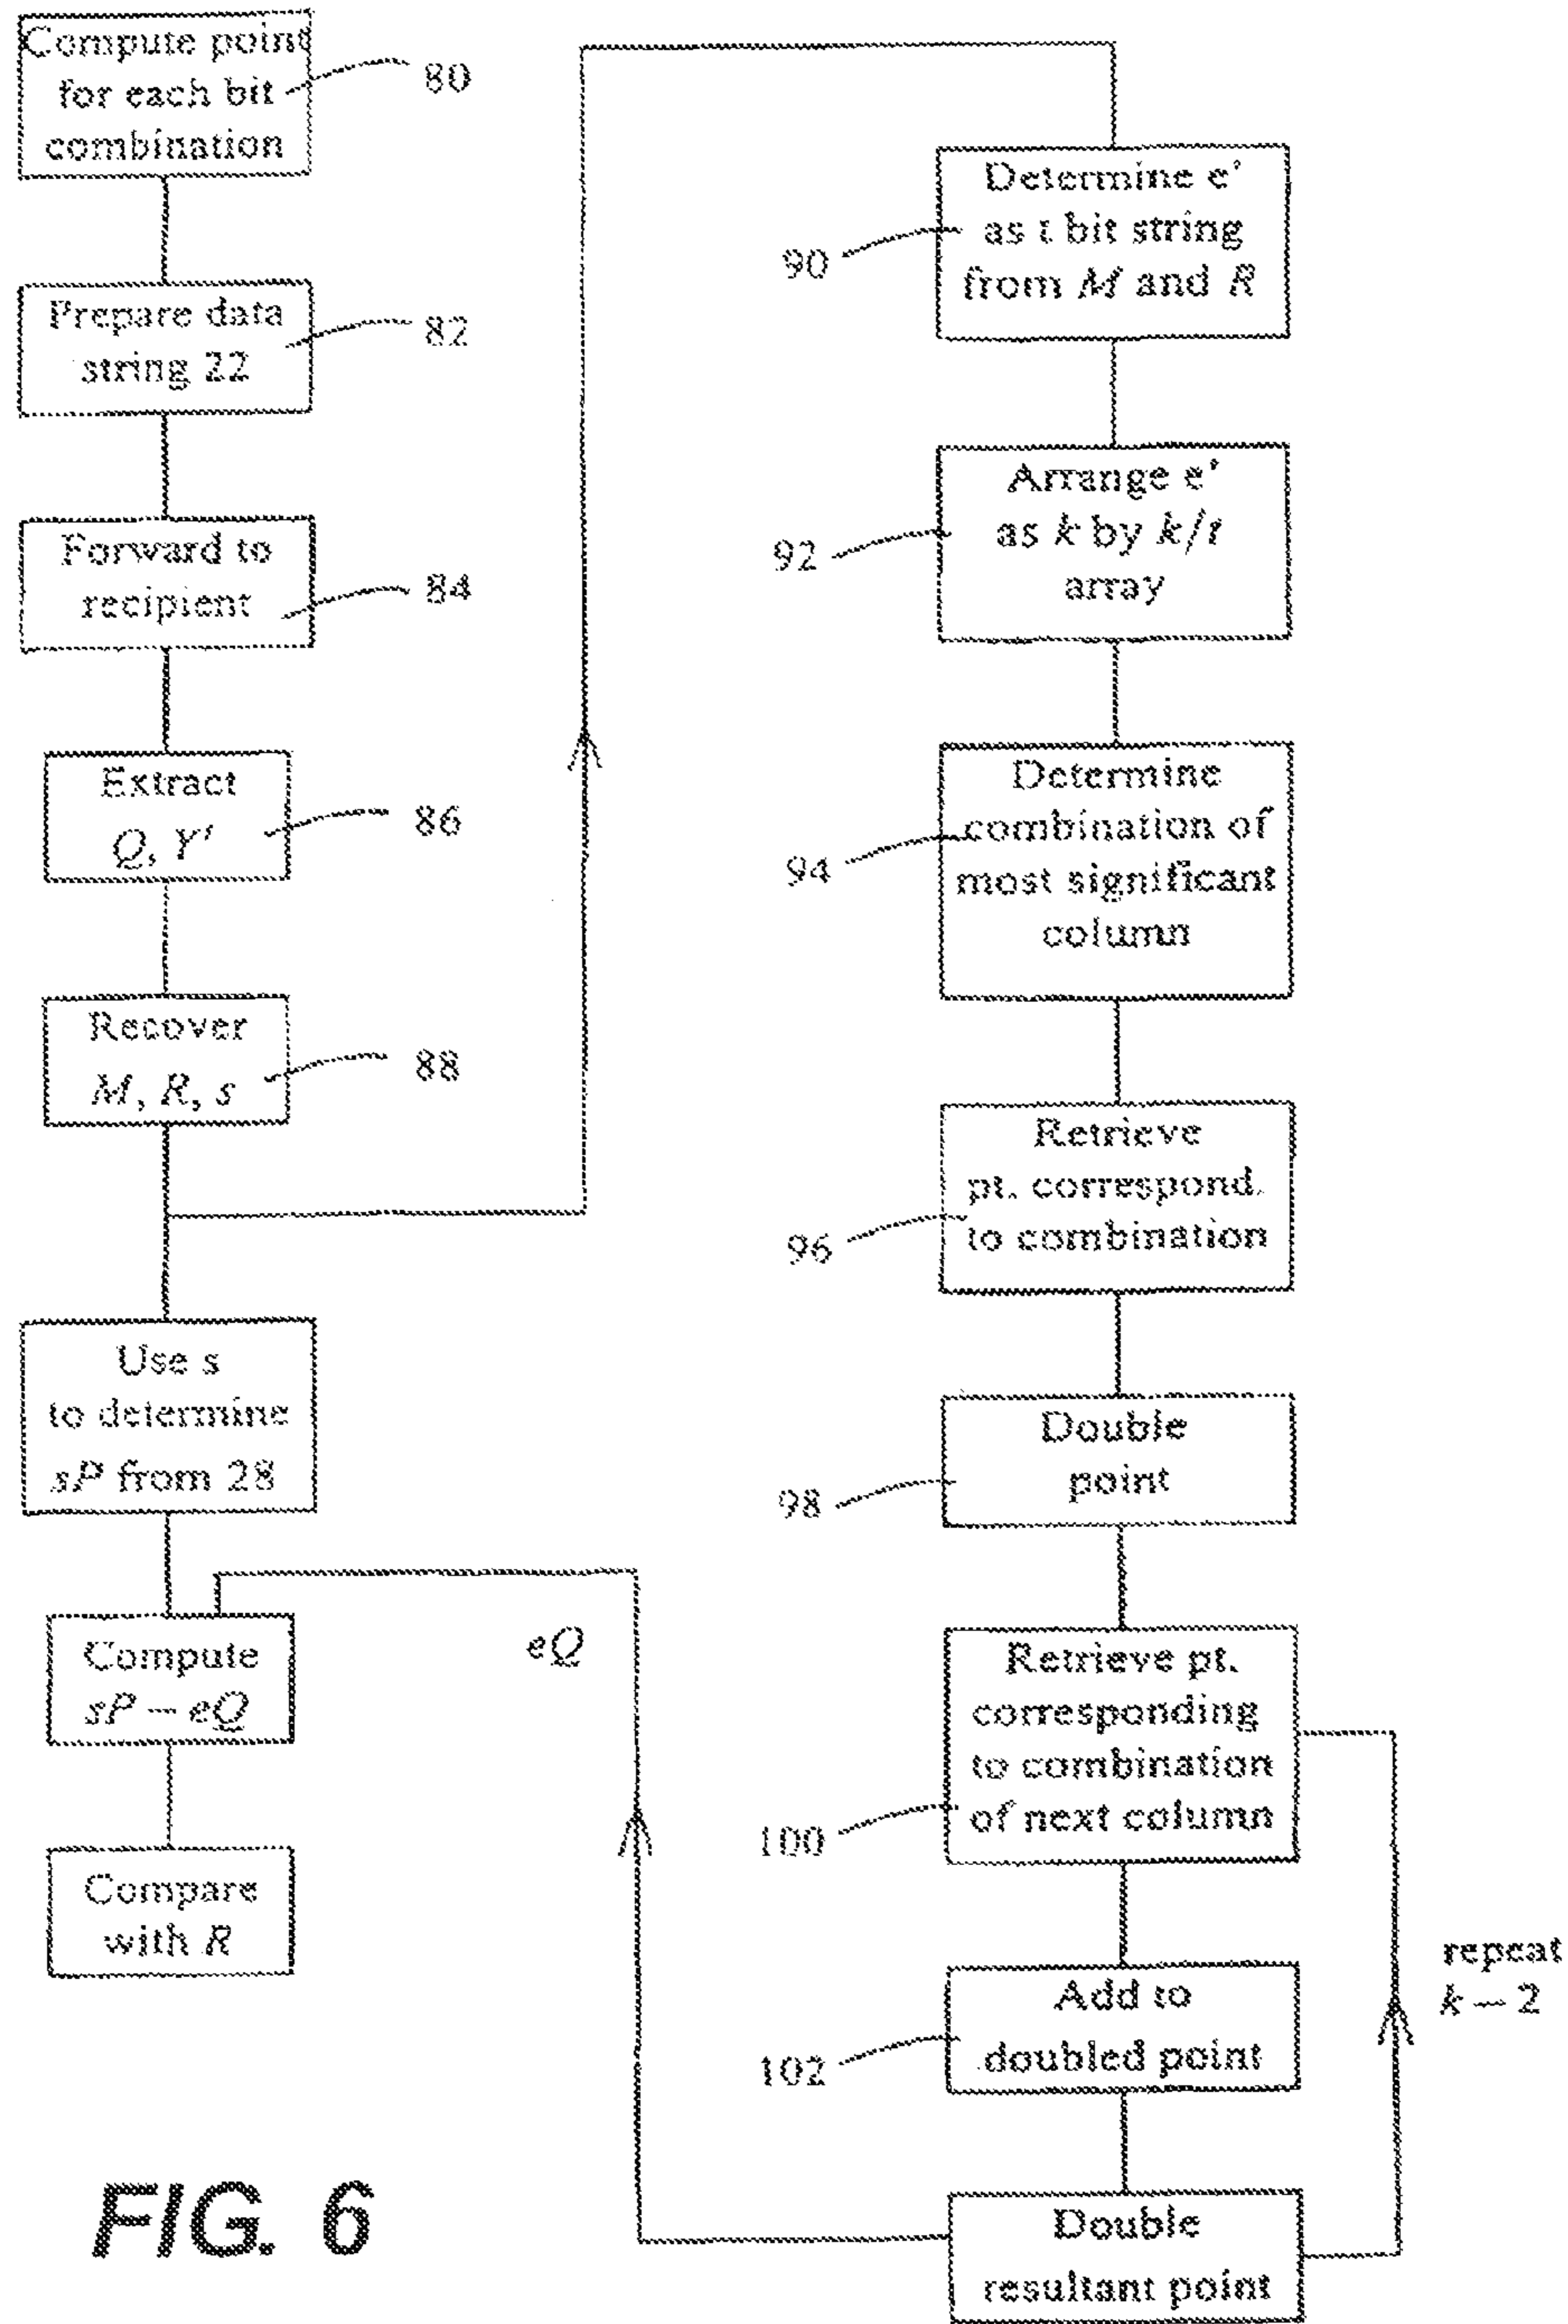 Compute point
for each bit
combination
80
Prepare data
string 22
82
Forward to
recipient
84
Extract
Q, Y'
86
Recover
M, R, s
88
Use s
to determine
sP from 28
Compute
sP – eQ
Compare
with R
eQ
Determine e'
as t bit string
from M and R
90
Arrange e'
as k by k/t
array
92
Determine
combination of
most significant
column
94
Retrieve
pt. correspond.
to combination
96
Double
point
98
Retrieve pt.
corresponding
to combination
of next column
100
Add to
doubled point
102
Double
resultant point
repeat
k – 2
FIG. 6